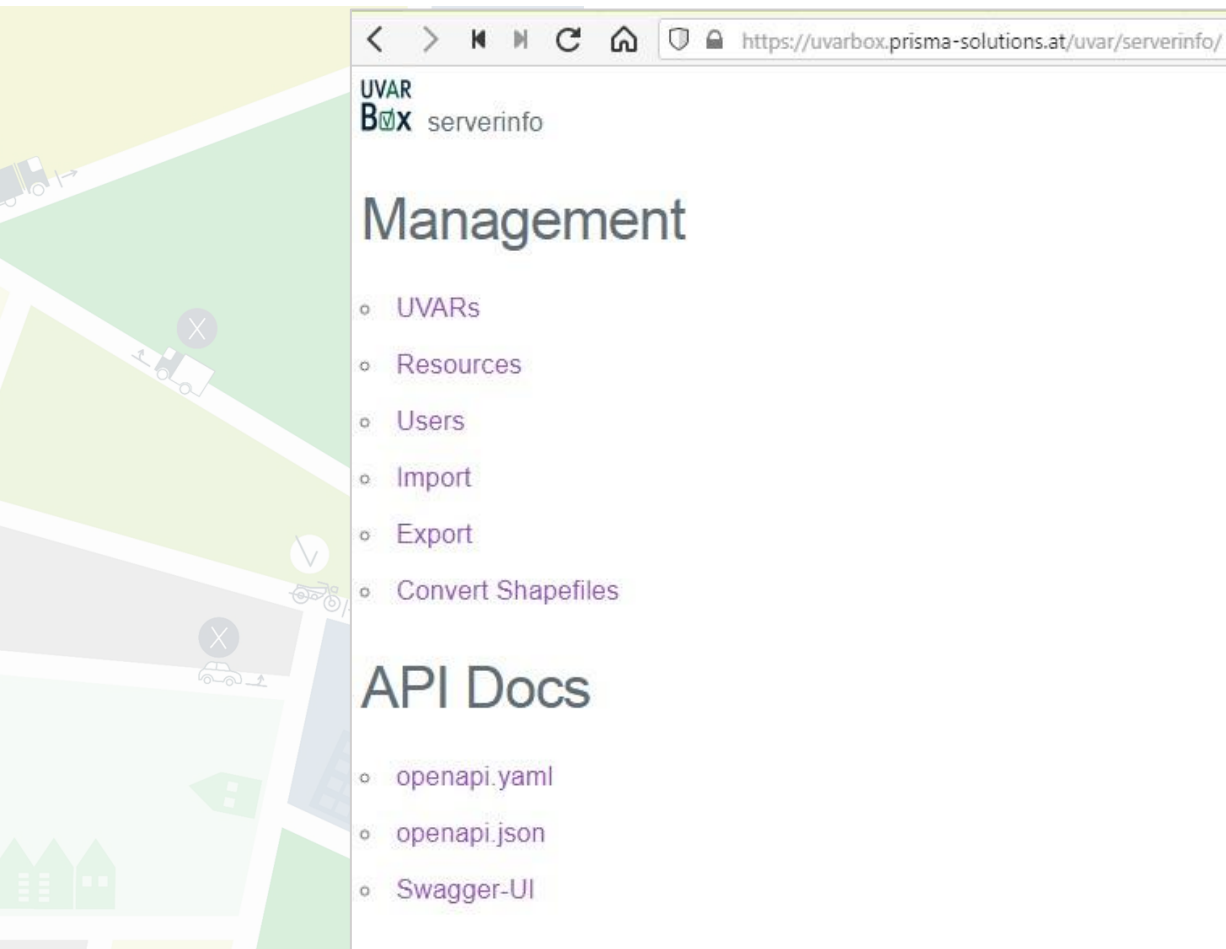 https://uvarbox.prisma-solutions.at/uvar/serverinfo/
UVAR
Box serverinfo
Management
UVARs
Resources
Users
Import
Export
Convert Shapefiles
API Docs
openapi.yaml
openapi.json
Swagger-UI